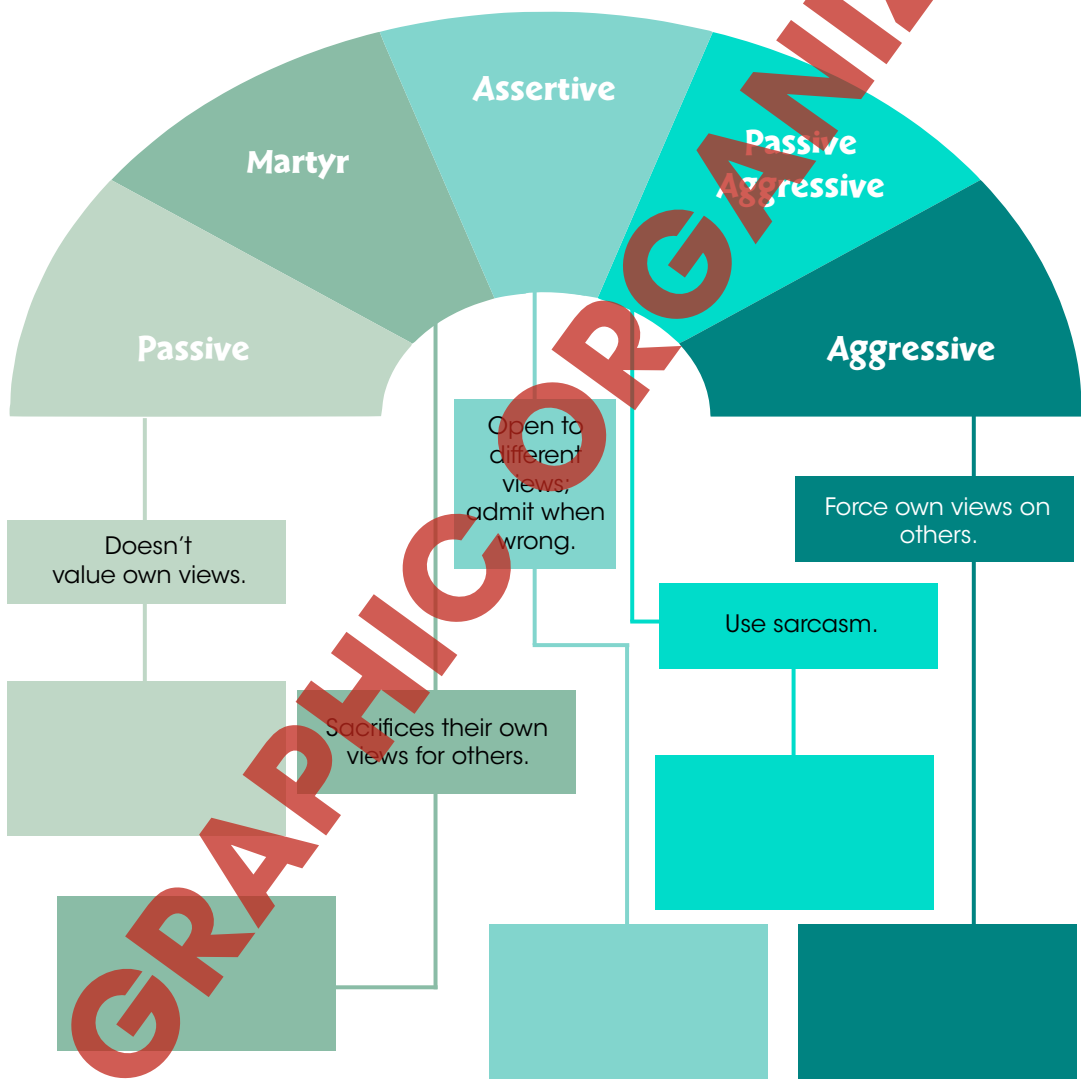 Assertive
Martyr
Passive
Aggressive
Passive
Aggressive
Open to
different
views;
admit when
wrong.
Force own views on
others.
Doesn't
value own views.
Use sarcasm.
Sacrifices their own
views for others.
GRAPHIC ORGANIZ